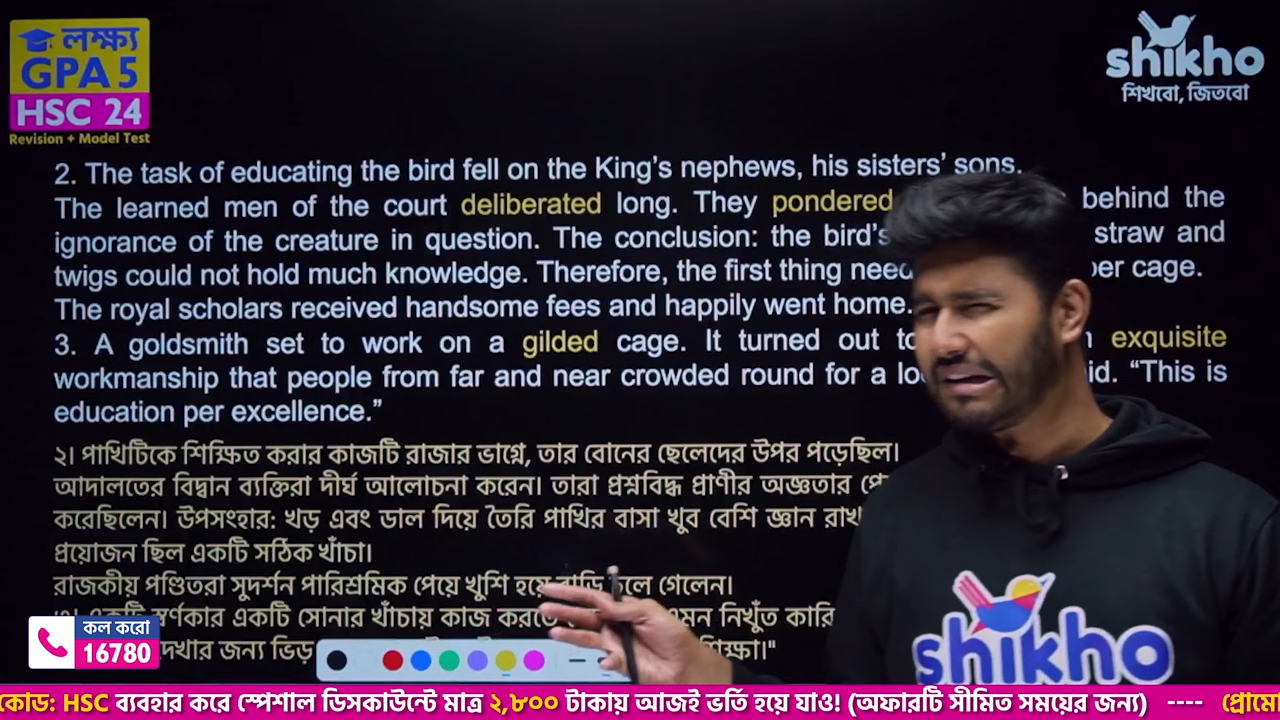 লক্ষ্য
GPA 5
HSC 24
Revision + Model Test
shikho
শিখবো, জিতবো
2. The task of educating the bird fell on the King's nephews, his sisters' sons.
The learned men of the court deliberated long. They pondered behind the
ignorance of the creature in question. The conclusion: the bird's straw and
twigs could not hold much knowledge. Therefore, the first thing cage.
The royal scholars received handsome fees and happily went home.
3. A goldsmith set to work on a gilded cage. It turned out exquisite
workmanship that people from far and near crowded round for a "This is
education per excellence."
২। পাখিটিকে শিক্ষিত করার কাজটি রাজার ভাগ্নে, তার বোনের ছেলেদের উপর পড়েছিল।
আদালতের বিদ্বান ব্যক্তিরা দীর্ঘ আলোচনা করেন। তারা প্রশ্নবিদ্ধ প্রাণীর অজ্ঞতার
করেছিলেন। উপসংহার: খড় এবং ডাল দিয়ে তৈরি পাখির বাসা খুব বেশি জ্ঞান
প্রয়োজন ছিল একটি সঠিক খাঁচা।
রাজকীয় পণ্ডিতরা সুদর্শন পারিশ্রমিক পেয়ে খুশি হয়ে বাড়ি চলে গেলেন।
একটি স্বর্ণকার একটি সোনার খাঁচায় কাজ এমন নিখুঁত
দেখার জন্য ভিড়
কল করো
16780
shikho
কোড: HSC ব্যবহার করে স্পেশাল ডিসকাউন্টে মাত্র ২,৮০০ টাকায় আজই ভর্তি হয়ে যাও! (অফারটি সীমিত সময়ের জন্য) ----